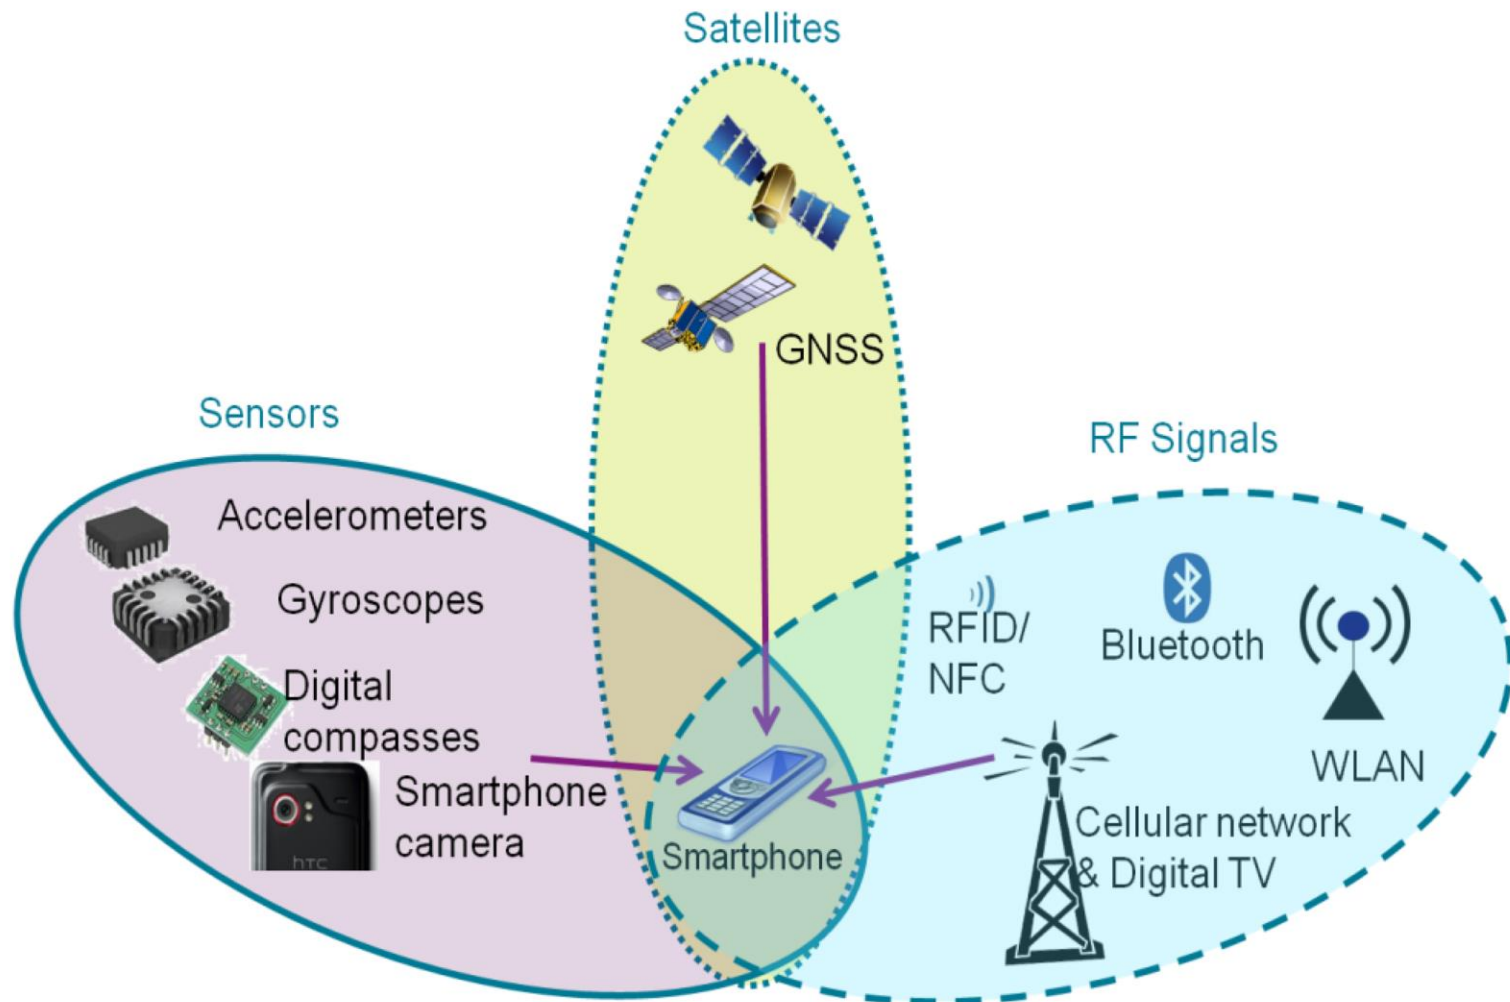 Satellites
GNSS
Sensors
Accelerometers
Gyroscopes
Digital
compasses
Smartphone
camera
hTC
Smartphone
RF Signals
RFID/
NFC
Bluetooth
WLAN
Cellular network
& Digital TV